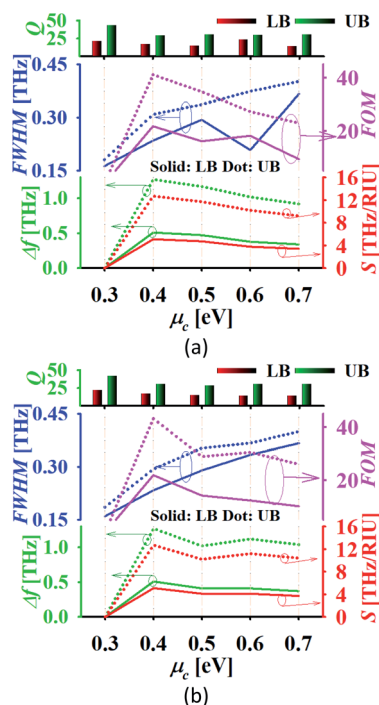 LB UB
Q
50
25
0.45
0.30
0.15
FWHM [THz]
40
20
FOM
Solid: LB Dot: UB
1.0
0.5
0.0
Δf [THz]
16
12
8
4
0
S [THz/RIU]
0.3 0.4 0.5 0.6 0.7
μc [eV]
(a)
LB UB
Q
50
25
0.45
0.30
0.15
FWHM [THz]
40
20
FOM
Solid: LB Dot: UB
1.0
0.5
0.0
Δf [THz]
16
12
8
4
0
S [THz/RIU]
0.3 0.4 0.5 0.6 0.7
μc [eV]
(b)